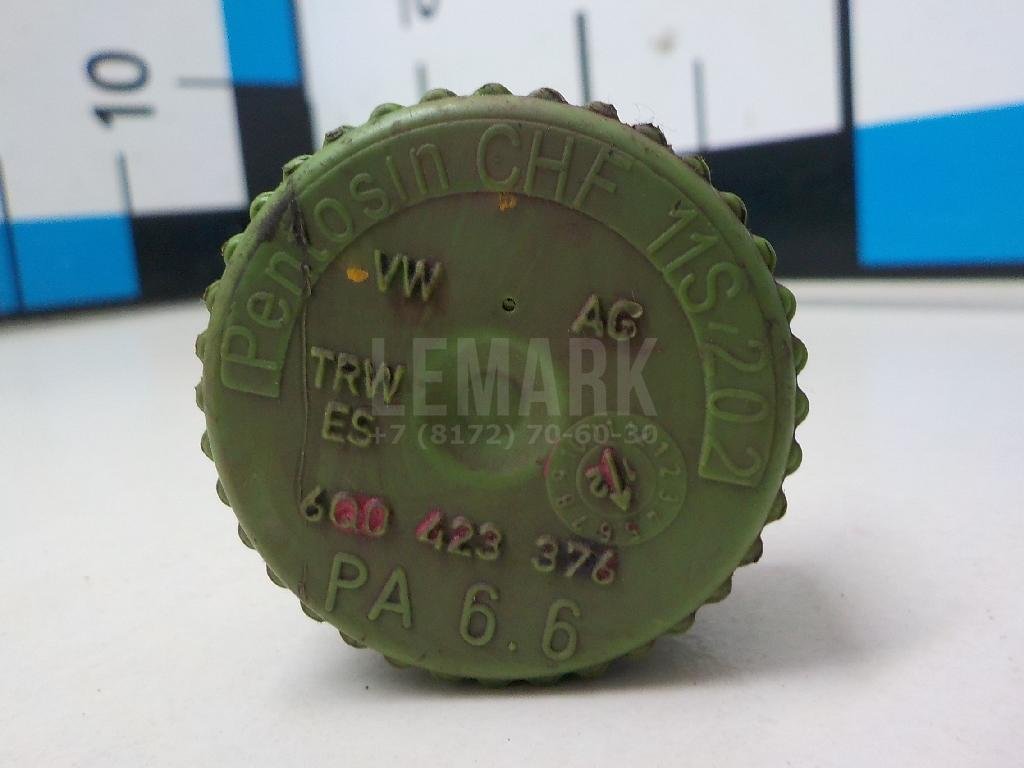 10
Pentosin CHF 11S-202
VW AG
TRW
ES
LEMARK
+7 (8172) 70-60-30
6Q0 423 376
PA 6.6